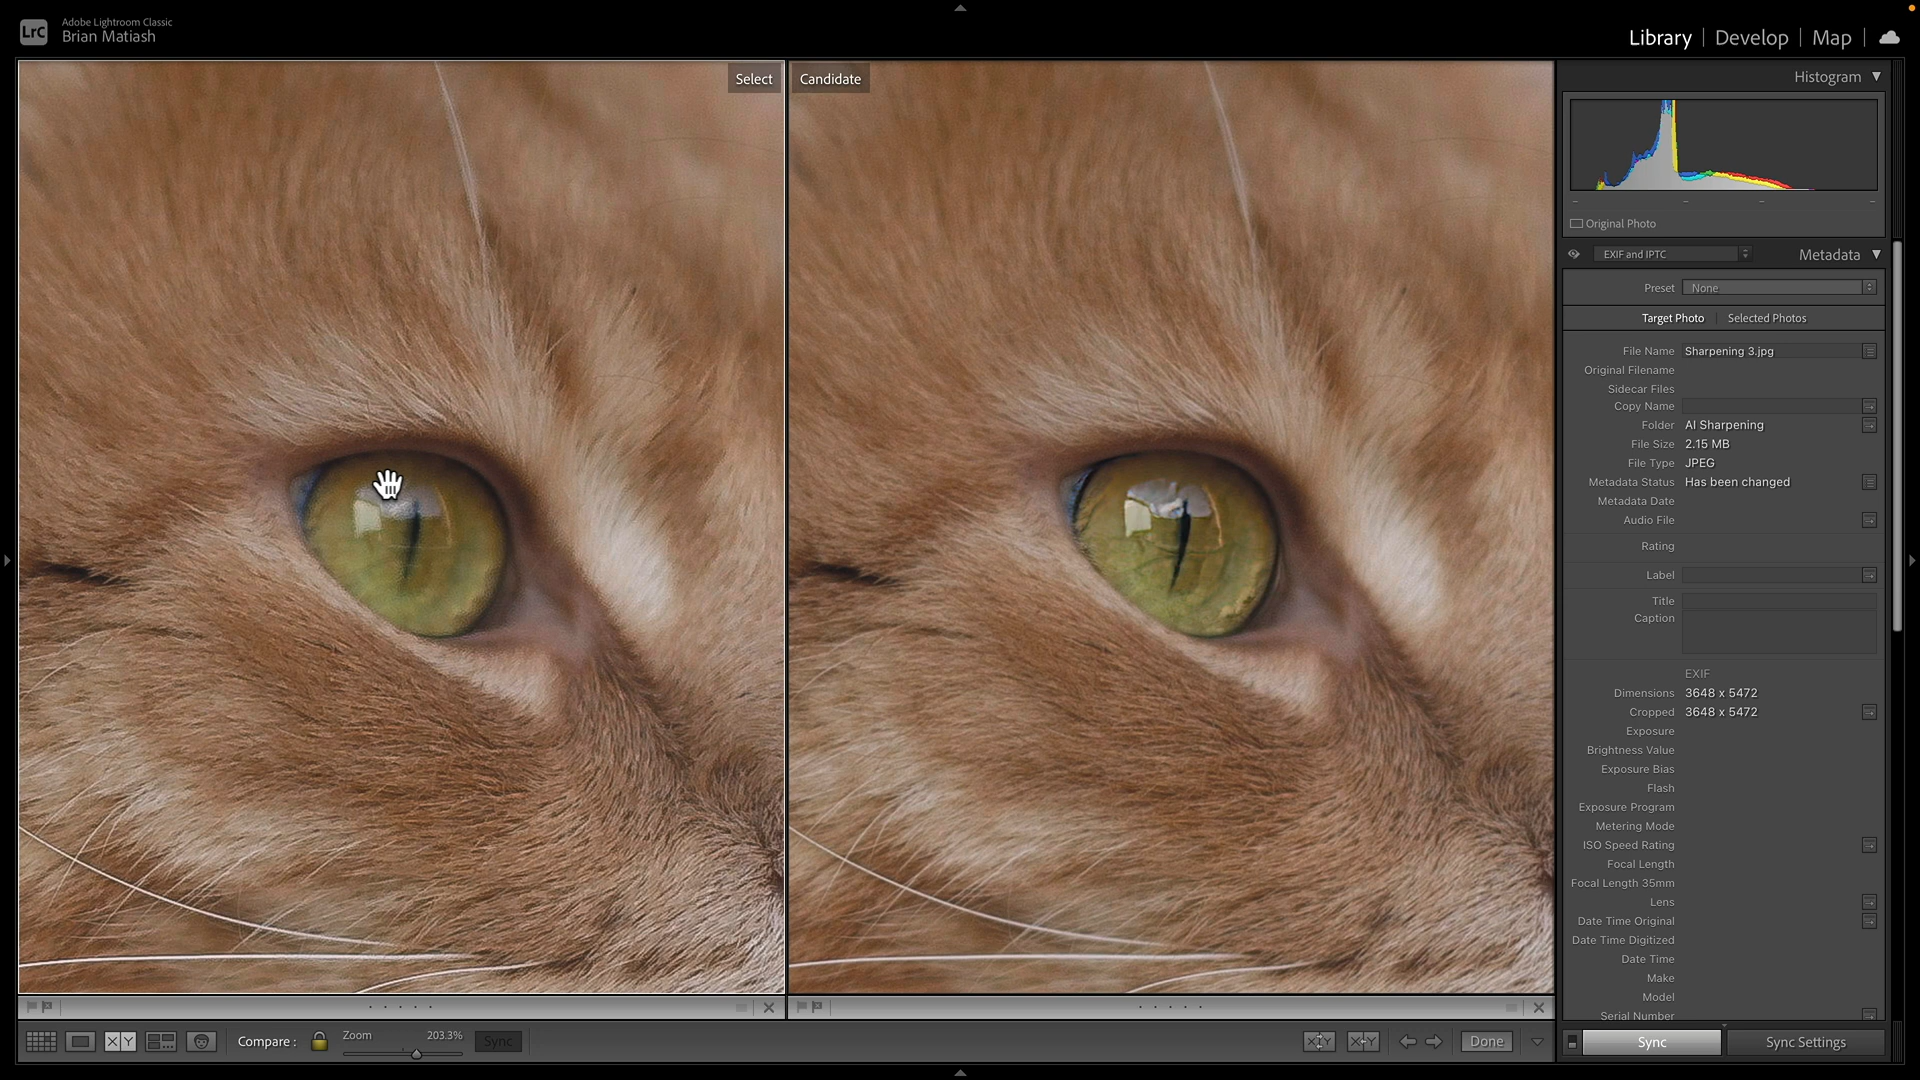 LrC
Adobe Lightroom Classic
Brian Matiash
Library | Develop | Map
Select
Candidate
Histogram
Original Photo
EXIF and IPTC
Metadata
Preset None
Target Photo | Selected Photos
File Name Sharpening 3.jpg
Original Filename
Sidecar Files
Copy Name
Folder AI Sharpening
File Size 2.15 MB
File Type JPEG
Metadata Status Has been changed
Metadata Date
Audio File
Rating
Label
Title
Caption
EXIF
Dimensions 3648 x 5472
Cropped 3648 x 5472
Exposure
Brightness Value
Exposure Bias
Flash
Exposure Program
Metering Mode
ISO Speed Rating
Focal Length
Focal Length 35mm
Lens
Date Time Original
Date Time Digitized
Date Time
Make
Model
Serial Number
X Y
Compare :
Zoom 203.3%
Sync
X Y
X Y
Done
Sync
Sync Settings